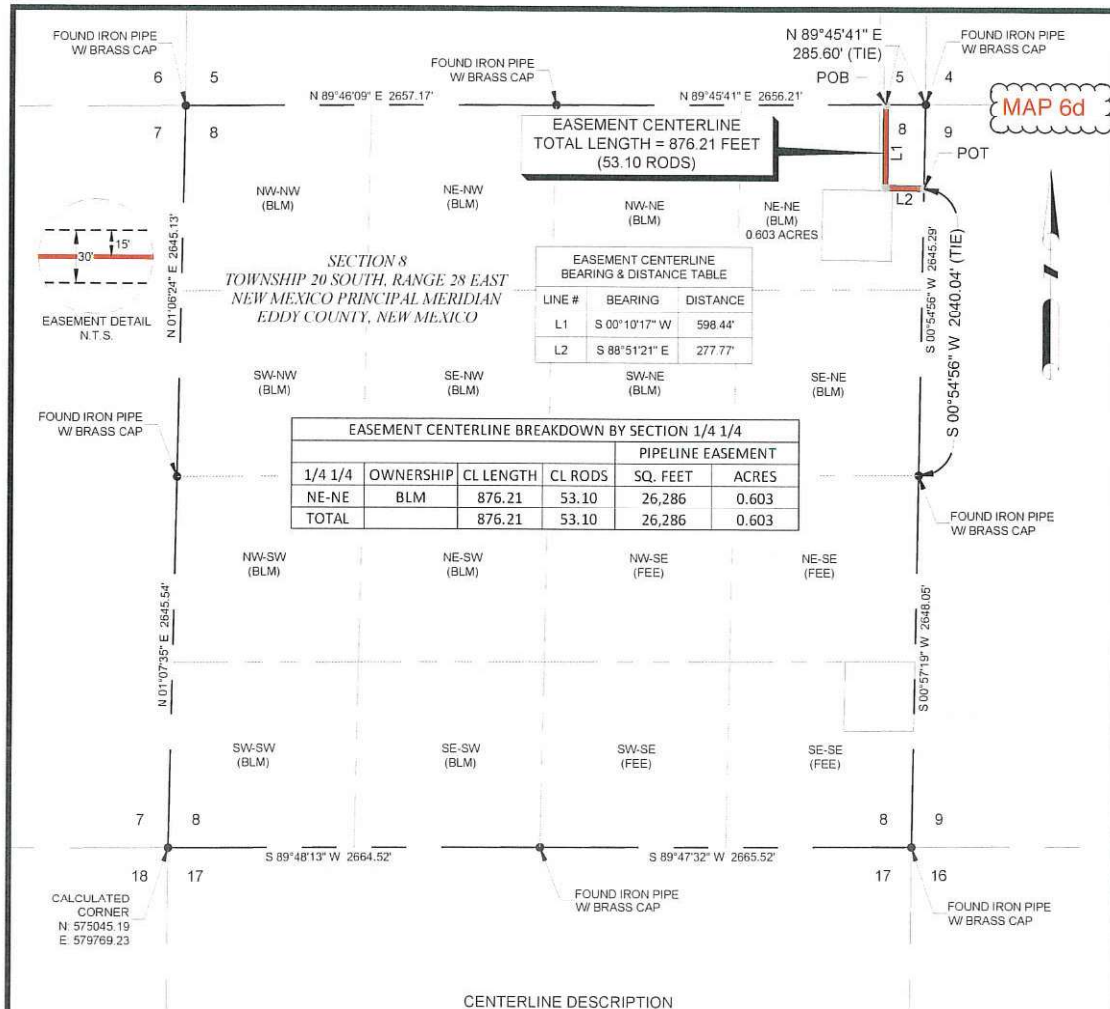 FOUND IRON PIPE
W/ BRASS CAP
6
5
FOUND IRON PIPE
W/ BRASS CAP
N 89°45'41" E
285.60' (TIE)
POB
5
4
FOUND IRON PIPE
W/ BRASS CAP
N 89°46'09" E 2657.17'
N 89°45'41" E 2656.21'
MAP 6d
7
8
8
9
EASEMENT CENTERLINE
TOTAL LENGTH = 876.21 FEET
(53.10 RODS)
L1
POT
L2
NW-NW
(BLM)
NE-NW
(BLM)
NW-NE
(BLM)
NE-NE
(BLM)
0.603 ACRES
15'
30'
EASEMENT DETAIL
N.T.S.
N 01°06'24" E 2645.13'
SECTION 8
TOWNSHIP 20 SOUTH, RANGE 28 EAST
NEW MEXICO PRINCIPAL MERIDIAN
EDDY COUNTY, NEW MEXICO
EASEMENT CENTERLINE
BEARING & DISTANCE TABLE
LINE # BEARING DISTANCE
L1 S 00°10'17" W 598.44'
L2 S 88°51'21" E 277.77'
S 00°54'56" W 2645.29'
S 00°54'56" W 2040.04' (TIE)
SW-NW
(BLM)
SE-NW
(BLM)
SW-NE
(BLM)
SE-NE
(BLM)
FOUND IRON PIPE
W/ BRASS CAP
EASEMENT CENTERLINE BREAKDOWN BY SECTION 1/4 1/4
PIPELINE EASEMENT
1/4 1/4 OWNERSHIP CL LENGTH CL RODS SQ. FEET ACRES
NE-NE BLM 876.21 53.10 26,286 0.603
TOTAL 876.21 53.10 26,286 0.603
FOUND IRON PIPE
W/ BRASS CAP
NW-SW
(BLM)
NE-SW
(BLM)
NW-SE
(FEE)
NE-SE
(FEE)
N 01°07'35" E 2645.54'
S 00°57'19" W 2648.05'
SW-SW
(BLM)
SE-SW
(BLM)
SW-SE
(FEE)
SE-SE
(FEE)
7
8
8
9
S 89°48'13" W 2664.52'
S 89°47'32" W 2665.52'
18
17
17
16
CALCULATED
CORNER
N: 575045.19
E: 579769.23
FOUND IRON PIPE
W/ BRASS CAP
FOUND IRON PIPE
W/ BRASS CAP
CENTERLINE DESCRIPTION